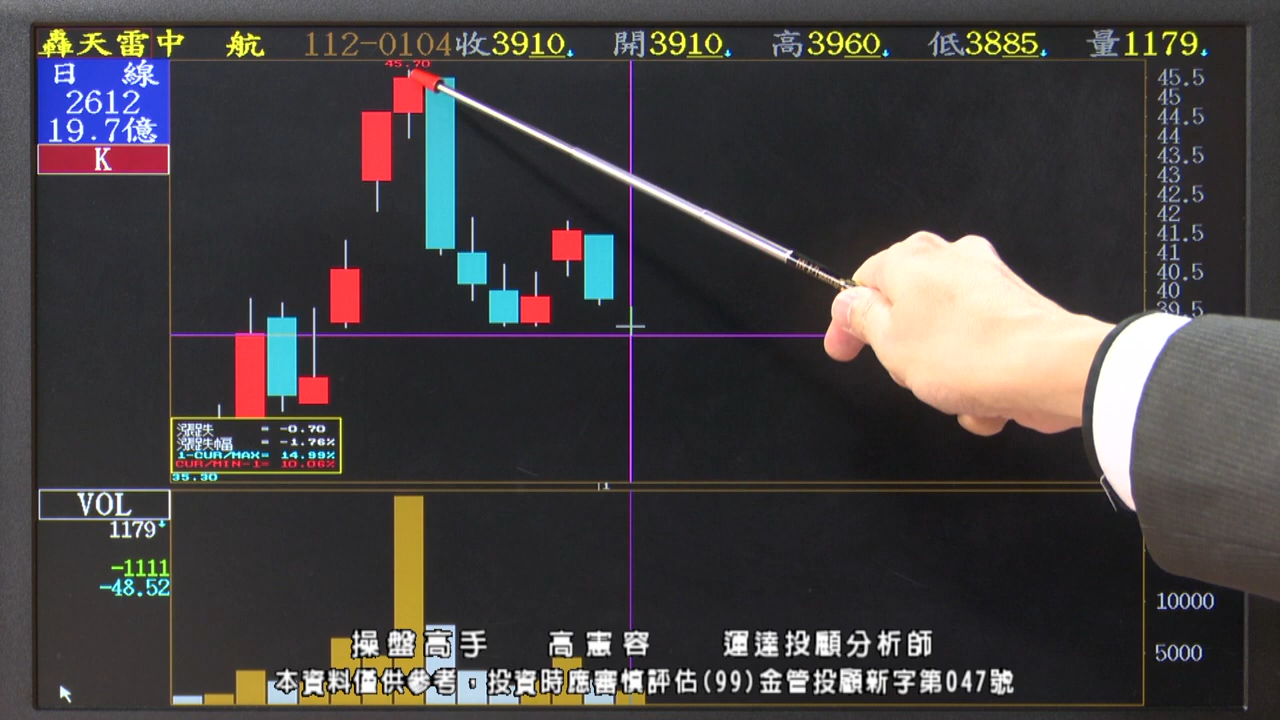 轟天雷中 航 112-0104收3910↓ 開3910↓ 高3960↓ 低3885↓ 量1179↓
日 線
2612
19.7億
K
45.70
45.5
45
44.5
44
43.5
43
42.5
42
41.5
41
40.5
40
39.5
漲跌 = -0.70
漲跌幅 = -1.76%
1-CUR/MAX= 14.99%
CUR/MIN-1= 10.06%
35.30
1
VOL
1179↓
-1111
-48.52
10000
5000
操盤高手 高憲容 運達投顧分析師
本資料僅供參考，投資時應審慎評估(99)金管投顧新字第047號